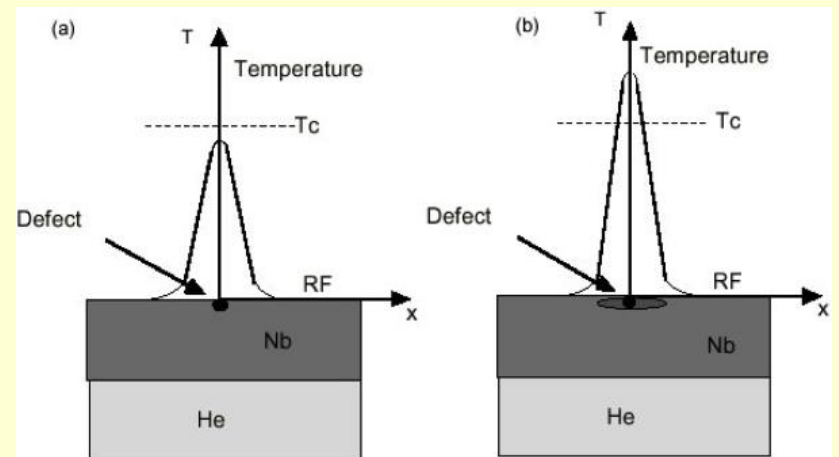 (a)
T
Temperature
Tc
Defect
RF
x
Nb
He
(b)
T
Temperature
Tc
Defect
RF
x
Nb
He